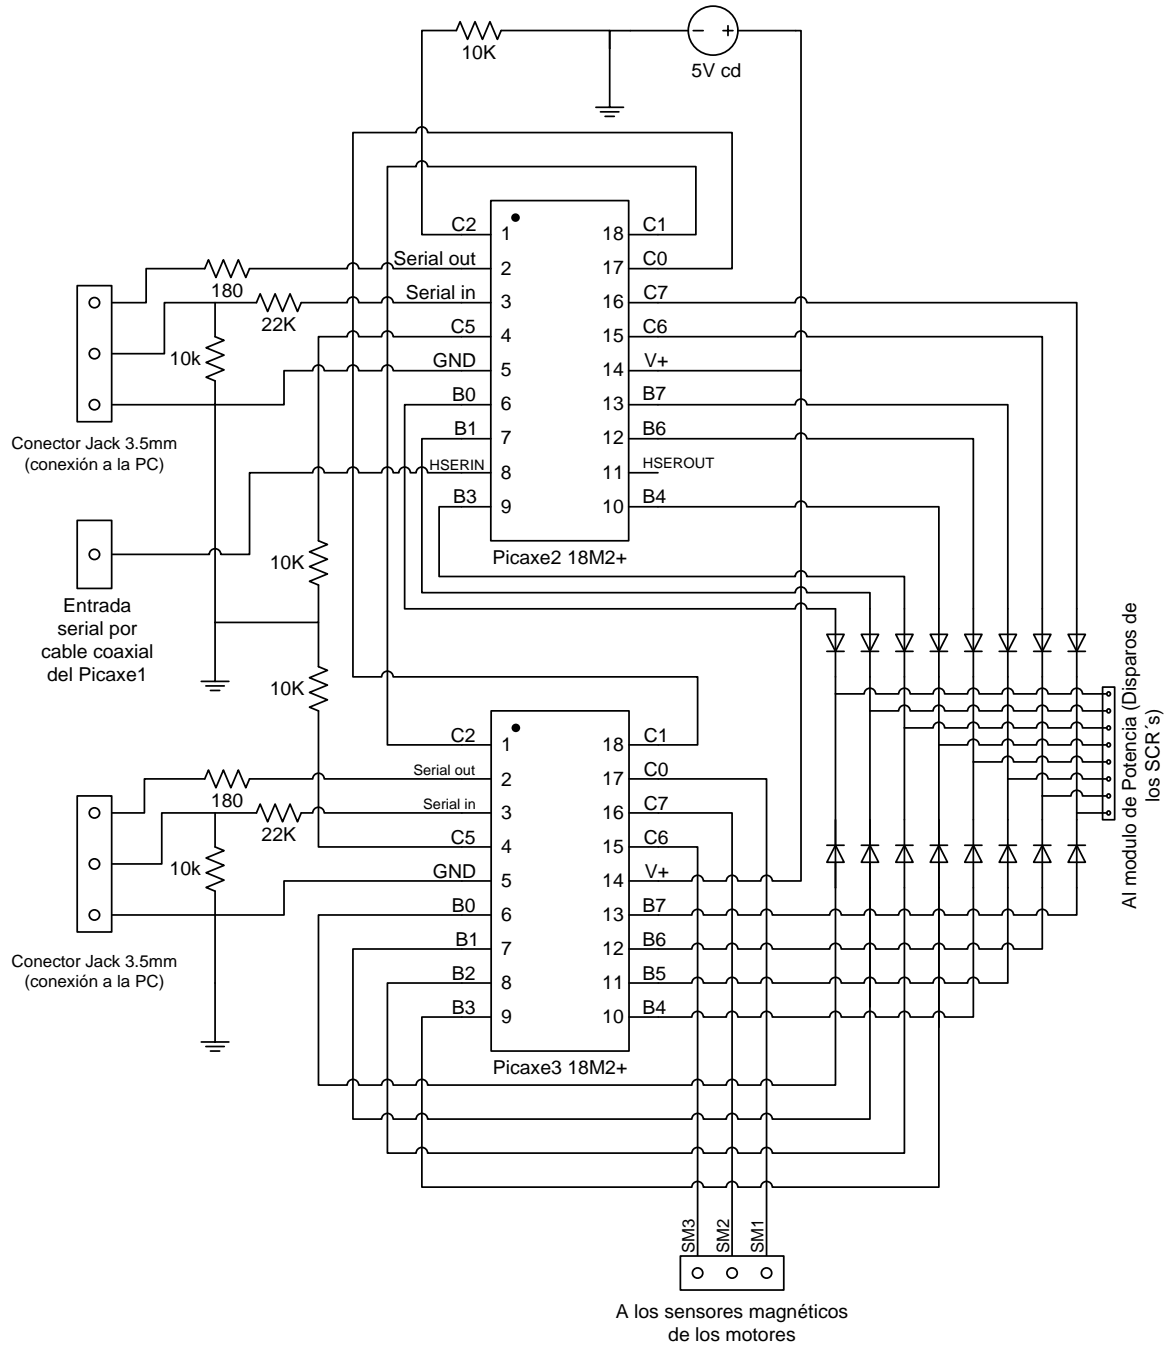 10K
5V cd
C2
1
18
C1
Serial out
2
17
C0
180
Serial in
3
16
C7
22K
C5
4
15
C6
10k
GND
5
14
V+
B0
6
13
B7
B1
7
12
B6
HSERIN
8
11
HSEROUT
B3
9
10
B4
Picaxe2 18M2+
Conector Jack 3.5mm
(conexión a la PC)
10K
Entrada
serial por
cable coaxial
del Picaxe1
10K
Al modulo de Potencia (Disparos de
los SCR´s)
C2
1
18
C1
Serial out
2
17
C0
180
Serial in
3
16
C7
22K
C5
4
15
C6
10k
GND
5
14
V+
B0
6
13
B7
B1
7
12
B6
B2
8
11
B5
B3
9
10
B4
Picaxe3 18M2+
Conector Jack 3.5mm
(conexión a la PC)
SM3
SM2
SM1
A los sensores magnéticos
de los motores